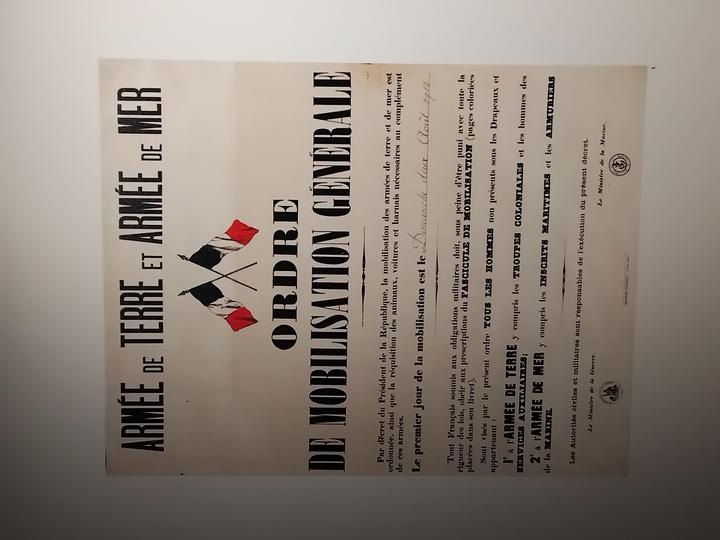 ARMÉE DE TERRE ET ARMÉE DE MER
ORDRE
DE MOBILISATION GÉNÉRALE
Par décret du Président de la République, la mobilisation des armées de terre et de mer est
ordonnée, ainsi que la réquisition des animaux, voitures et harnais nécessaires au complément
de ces armées.
Le premier jour de la mobilisation est le Dimanche deux Août 1914
Tout Français soumis aux obligations militaires doit, sous peine d'être puni avec toute la
rigueur des lois, obéir aux prescriptions du FASCICULE DE MOBILISATION (pages coloriées
placées dans son livret).
Sont visés par le présent ordre TOUS LES HOMMES non présents sous les Drapeaux et
appartenant :
1° à l'ARMÉE DE TERRE y compris les TROUPES COLONIALES et les hommes des
SERVICES AUXILIAIRES;
2° à l'ARMÉE DE MER y compris les INSCRITS MARITIMES et les ARMURIERS
de la MARINE.
Les Autorités civiles et militaires sont responsables de l'exécution du présent décret.
Le Ministre de la Guerre,
Le Ministre de la Marine,